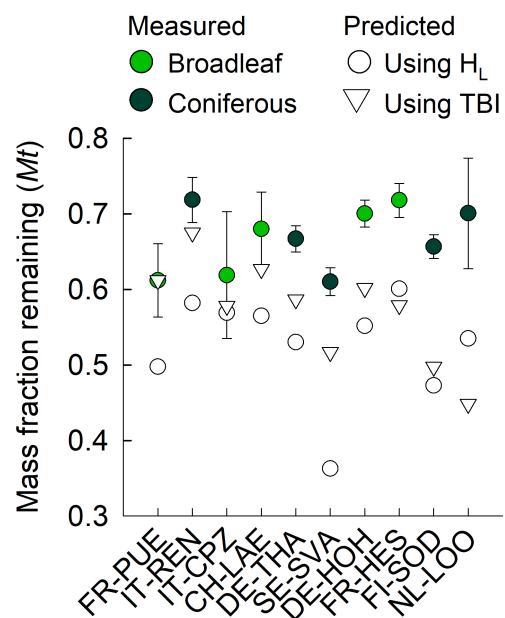 Measured Predicted
Broadleaf Using H_L
Coniferous Using TBI
Mass fraction remaining (Mt)
0.8
0.7
0.6
0.5
0.4
0.3
FR-PUE
IT-REN
IT-CPZ
CH-LAE
DE-THA
SE-SVA
DE-HOH
FR-HES
FI-SOD
NL-LOO